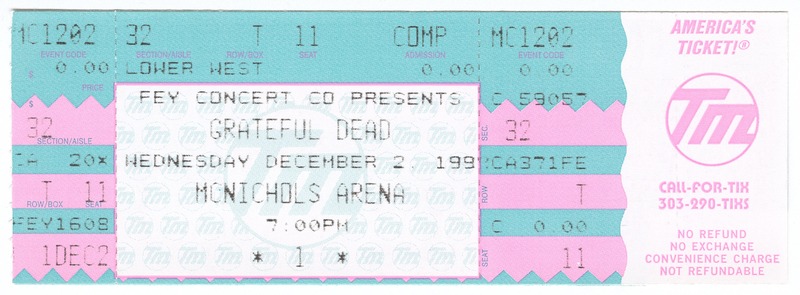 MC1202 32 T 11 COMP MC1202
EVENT CODE SECTION/AISLE ROW/BOX SEAT ADMISSION EVENT CODE
$ 0.00 LOWER WEST 0.00 0.00
PRICE
FEY CONCERT CO PRESENTS C 59057
$
32 GRATEFUL DEAD SEC. 32
SECTION/AISLE
CA 20X WEDNESDAY DECEMBER 2, 199 CA371FE
T 11 MCNICHOLS ARENA ROW T
ROW/BOX SEAT
FEY1608 7:00PM C 0.00
1DEC2 * 1 * SEAT 11
AMERICA'S
TICKET!®
Tm
CALL-FOR-TIX
303-290-TIXS
NO REFUND
NO EXCHANGE
CONVENIENCE CHARGE
NOT REFUNDABLE